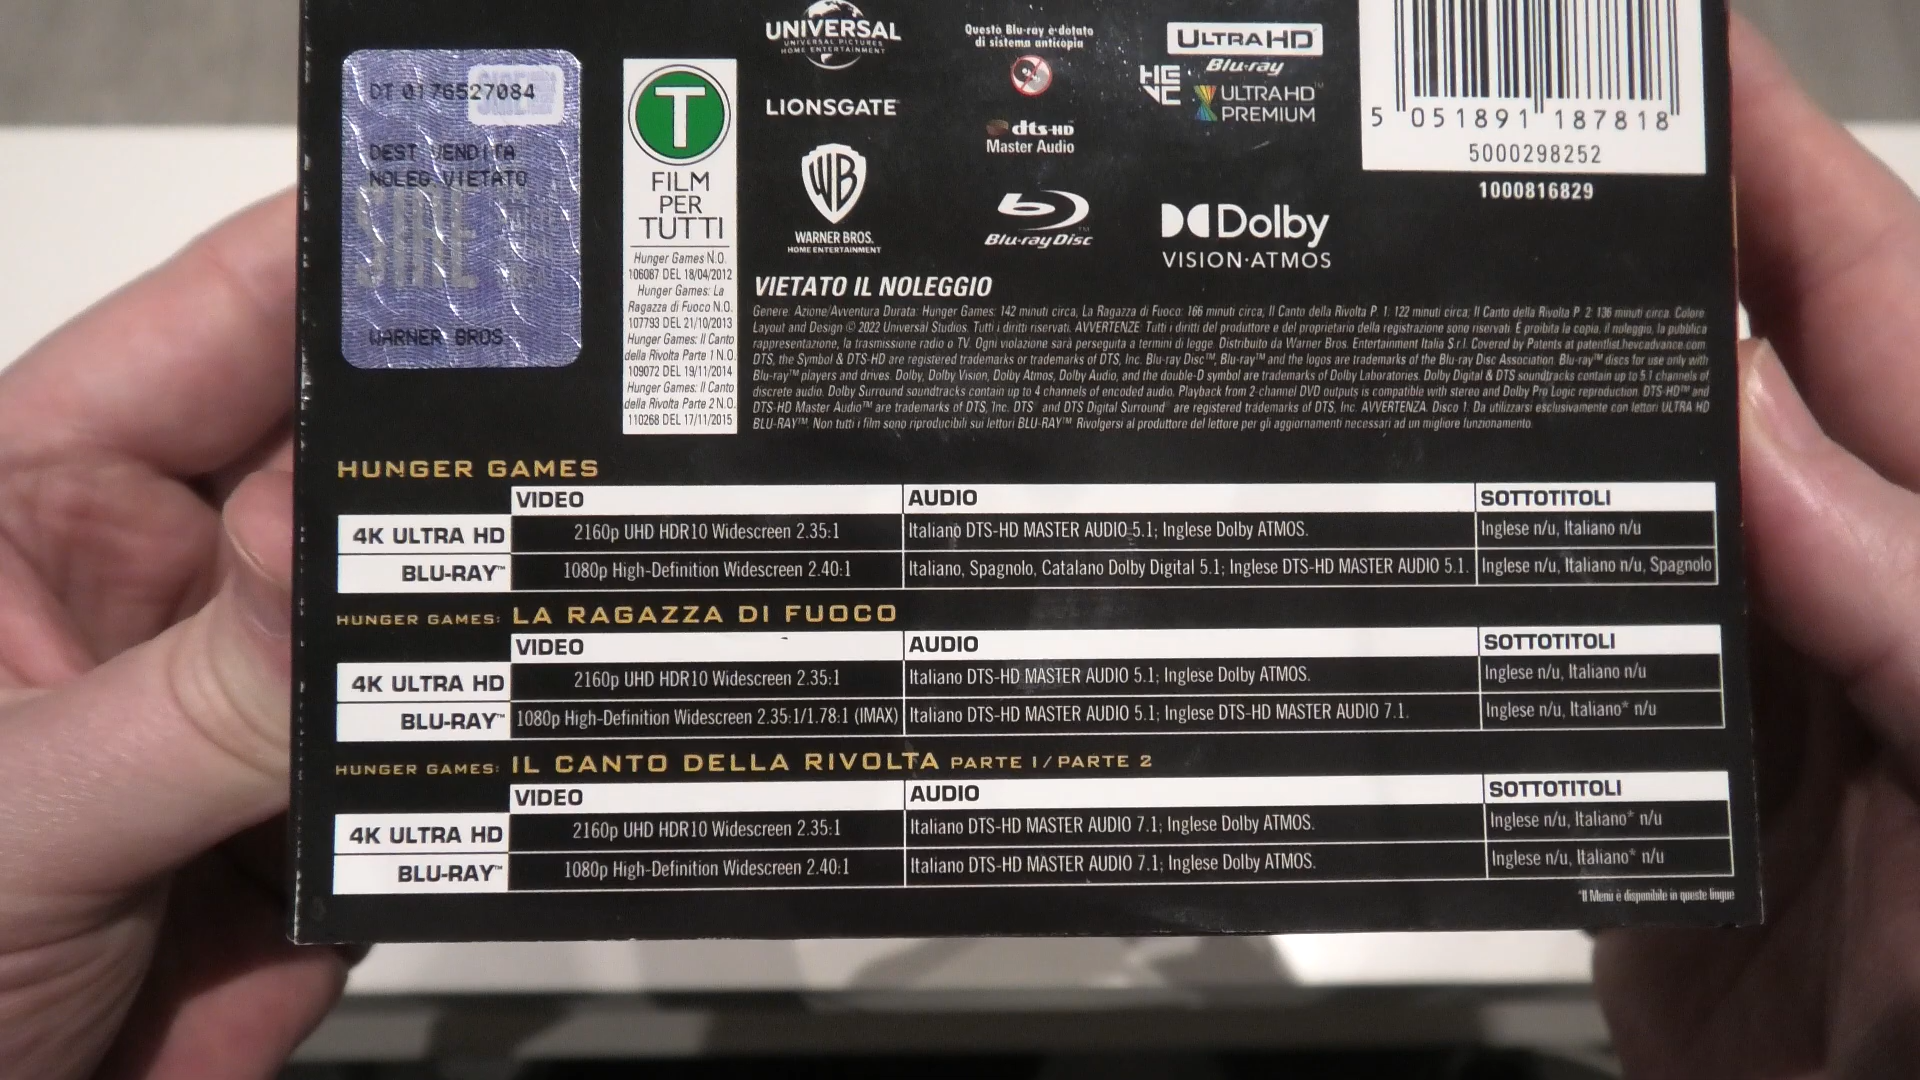 DT 0176527084
DEST VENDITA
NOLEG VIETATO
SIAE
WARNER BROS
T
FILM
PER
TUTTI
Hunger Games N.O.
106087 DEL 18/04/2012
Hunger Games: La
Ragazza di Fuoco N.O.
107793 DEL 21/10/2013
Hunger Games: Il Canto
della Rivolta Parte 1 N.O.
109072 DEL 19/11/2014
Hunger Games: Il Canto
della Rivolta Parte 2 N.O.
110268 DEL 17/11/2015
UNIVERSAL
UNIVERSAL PICTURES
HOME ENTERTAINMENT
LIONSGATE
WB
WARNER BROS.
HOME ENTERTAINMENT
Questo Blu-ray è dotato
di sistema anticopia
dts-HD
Master Audio
Blu-ray Disc™
ULTRA HD
Blu-ray
HEVC
ULTRA HD™
PREMIUM
Dolby
VISION·ATMOS
5 051891 187818
5000298252
1000816829
VIETATO IL NOLEGGIO
Genere: Azione/Avventura Durata: Hunger Games: 142 minuti circa, La Ragazza di Fuoco: 166 minuti circa, Il Canto della Rivolta P. 1: 122 minuti circa; Il Canto della Rivolta P. 2: 136 minuti circa. Colore.
Layout and Design © 2022 Universal Studios. Tutti i diritti riservati. AVVERTENZE: Tutti i diritti del produttore e del proprietario della registrazione sono riservati. È proibita la copia, il noleggio, la pubblica
rappresentazione, la trasmissione radio o TV. Ogni violazione sarà perseguita a termini di legge. Distribuito da Warner Bros. Entertainment Italia S.r.l. Covered by Patents at patentlist.hevcadvance.com.
DTS, the Symbol & DTS-HD are registered trademarks or trademarks of DTS, Inc. Blu-ray Disc™, Blu-ray™ and the logos are trademarks of the Blu-ray Disc Association. Blu-ray™ discs for use only with
Blu-ray™ players and drives. Dolby, Dolby Vision, Dolby Atmos, Dolby Audio, and the double-D symbol are trademarks of Dolby Laboratories. Dolby Digital & DTS soundtracks contain up to 5.1 channels of
discrete audio. Dolby Surround soundtracks contain up to 4 channels of encoded audio. Playback from 2-channel DVD outputs is compatible with stereo and Dolby Pro Logic reproduction. DTS-HD™ and
DTS-HD Master Audio™ are trademarks of DTS, Inc. DTS and DTS Digital Surround are registered trademarks of DTS, Inc. AVVERTENZA. Disco 1: Da utilizzarsi esclusivamente con lettori ULTRA HD
BLU-RAY™. Non tutti i film sono riproducibili sui lettori BLU-RAY™ Rivolgersi al produttore del lettore per gli aggiornamenti necessari ad un migliore funzionamento.
HUNGER GAMES
VIDEO AUDIO SOTTOTITOLI
4K ULTRA HD 2160p UHD HDR10 Widescreen 2.35:1 Italiano DTS-HD MASTER AUDIO 5.1; Inglese Dolby ATMOS. Inglese n/u, Italiano n/u
BLU-RAY™ 1080p High-Definition Widescreen 2.40:1 Italiano, Spagnolo, Catalano Dolby Digital 5.1; Inglese DTS-HD MASTER AUDIO 5.1. Inglese n/u, Italiano n/u, Spagnolo
HUNGER GAMES: LA RAGAZZA DI FUOCO
VIDEO AUDIO SOTTOTITOLI
4K ULTRA HD 2160p UHD HDR10 Widescreen 2.35:1 Italiano DTS-HD MASTER AUDIO 5.1; Inglese Dolby ATMOS. Inglese n/u, Italiano n/u
BLU-RAY™ 1080p High-Definition Widescreen 2.35:1/1.78:1 (IMAX) Italiano DTS-HD MASTER AUDIO 5.1; Inglese DTS-HD MASTER AUDIO 7.1. Inglese n/u, Italiano* n/u
HUNGER GAMES: IL CANTO DELLA RIVOLTA PARTE 1 / PARTE 2
VIDEO AUDIO SOTTOTITOLI
4K ULTRA HD 2160p UHD HDR10 Widescreen 2.35:1 Italiano DTS-HD MASTER AUDIO 7.1; Inglese Dolby ATMOS. Inglese n/u, Italiano* n/u
BLU-RAY™ 1080p High-Definition Widescreen 2.40:1 Italiano DTS-HD MASTER AUDIO 7.1; Inglese Dolby ATMOS. Inglese n/u, Italiano* n/u
*Il Menù è disponibile in queste lingue